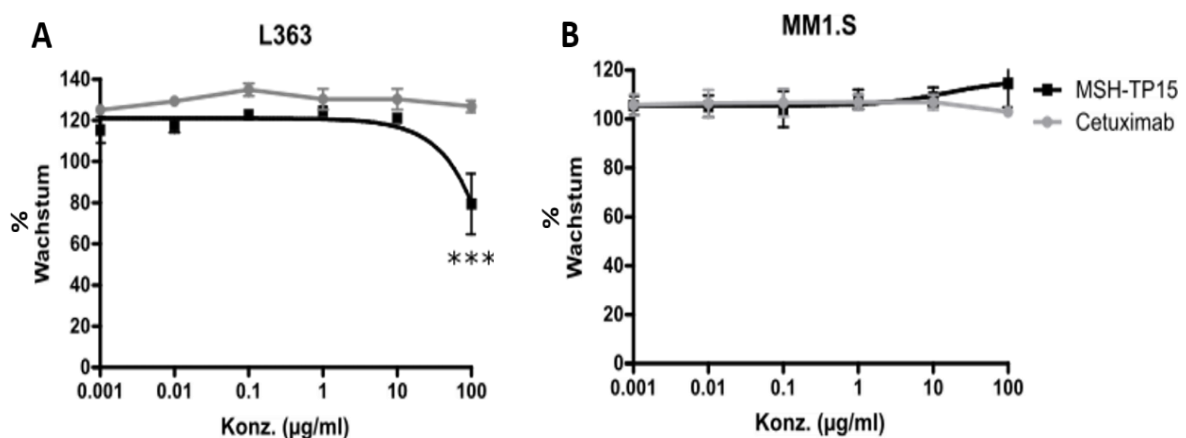 A
L363
140
120
100
80
60
40
20
0
% Wachstum
***
0.001 0.01 0.1 1 10 100
Konz. (µg/ml)
B
MM1.S
120
100
80
60
40
20
0
% Wachstum
0.001 0.01 0.1 1 10 100
Konz. (µg/ml)
MSH-TP15
Cetuximab